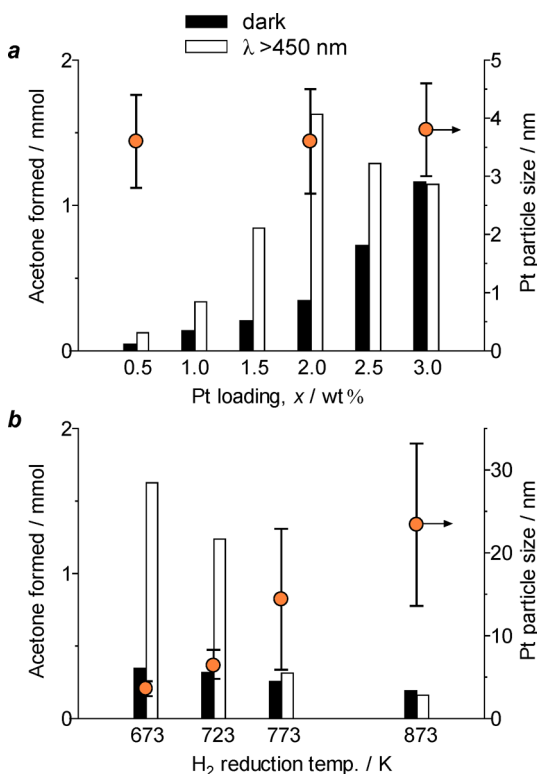 dark
λ >450 nm
a
2
1
0
Acetone formed / mmol
5
4
3
2
1
0
Pt particle size / nm
0.5 1.0 1.5 2.0 2.5 3.0
Pt loading, x / wt%
b
2
1
0
Acetone formed / mmol
30
20
10
0
Pt particle size / nm
673 723 773 873
H₂ reduction temp. / K